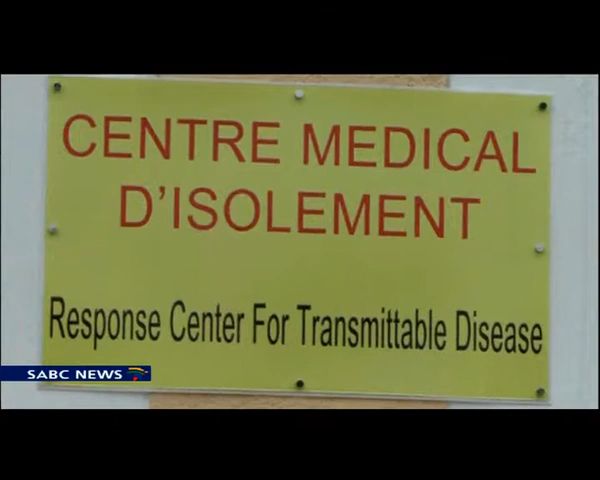 CENTRE MEDICAL
D'ISOLEMENT
Response Center For Transmittable Disease
SABC NEWS